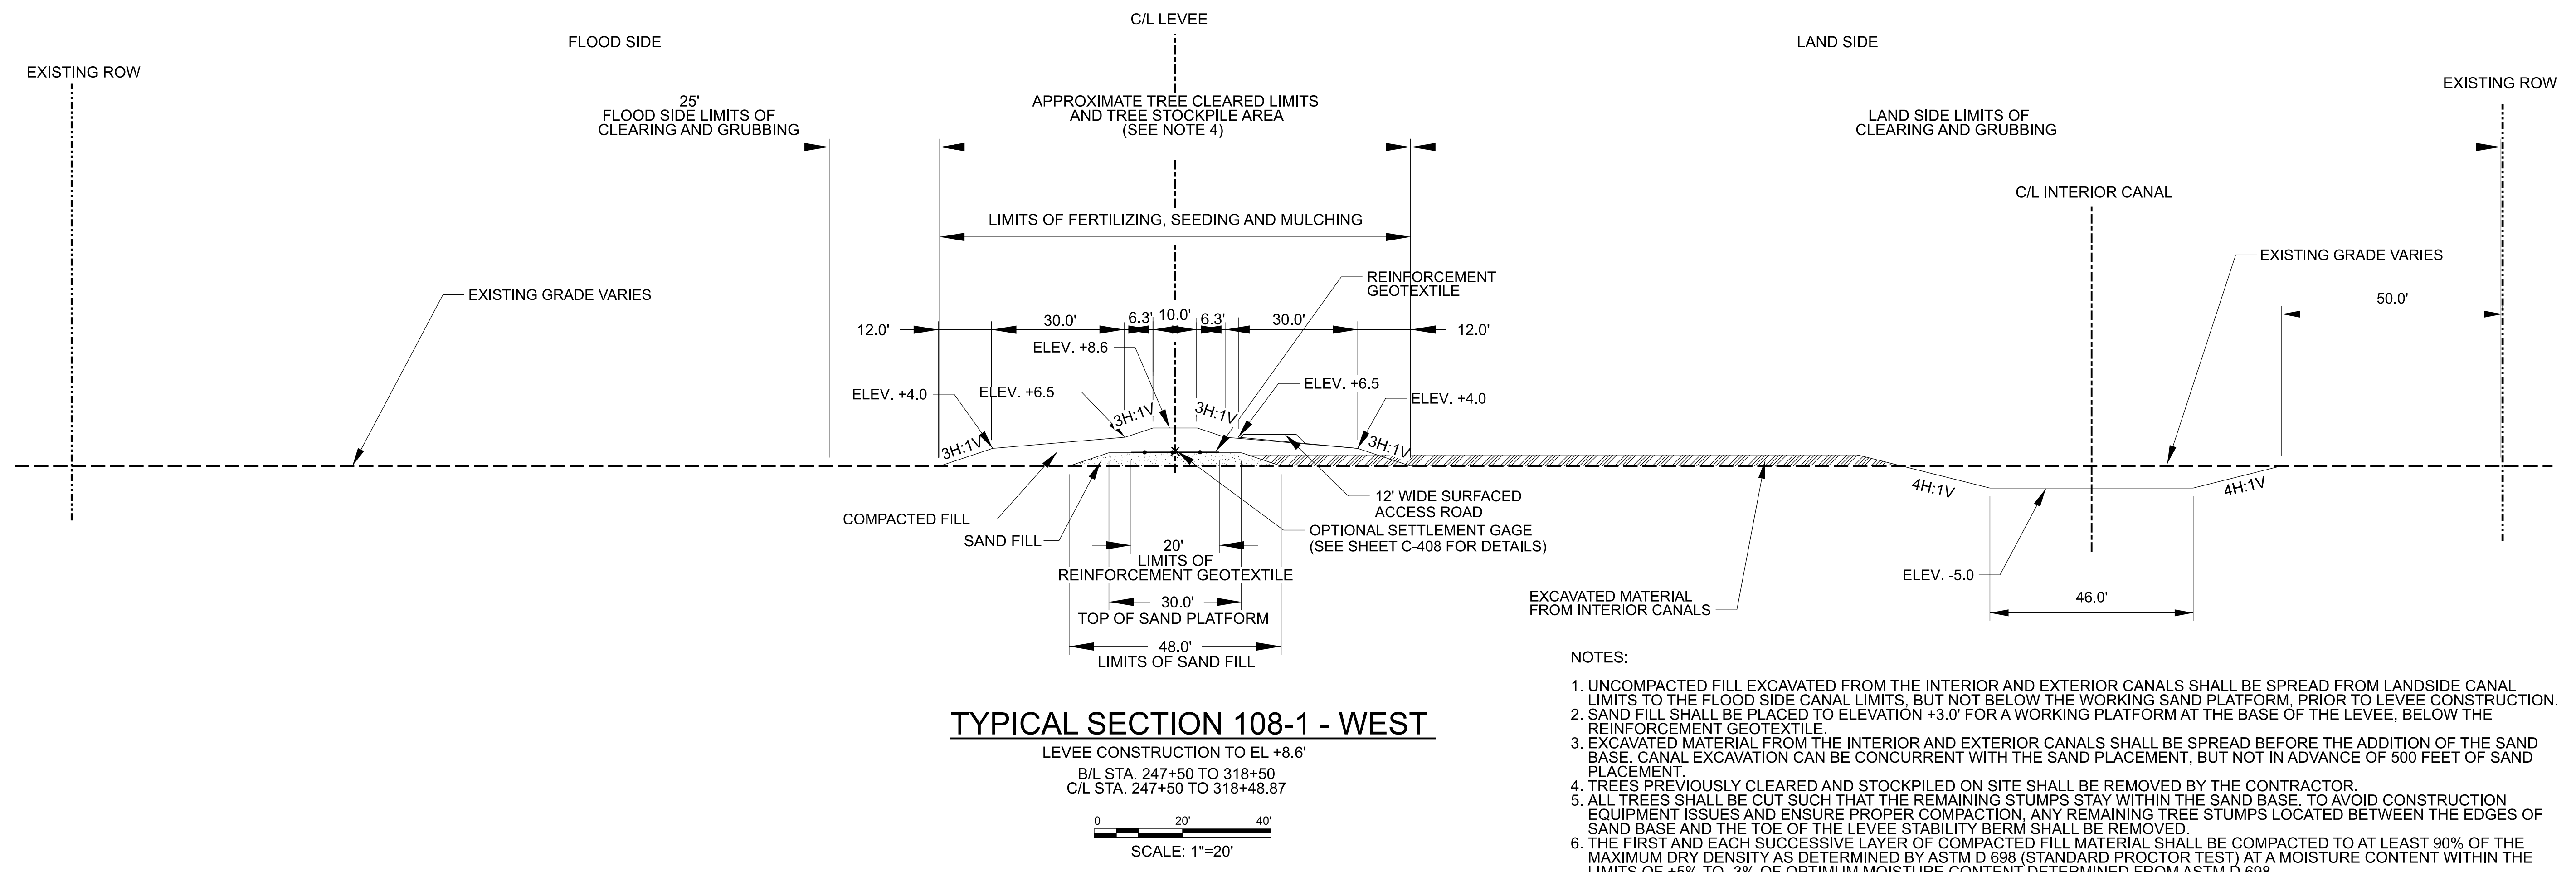 C/L LEVEE
FLOOD SIDE
LAND SIDE
EXISTING ROW
EXISTING ROW
25'
FLOOD SIDE LIMITS OF
CLEARING AND GRUBBING
APPROXIMATE TREE CLEARED LIMITS
AND TREE STOCKPILE AREA
(SEE NOTE 4)
LAND SIDE LIMITS OF
CLEARING AND GRUBBING
C/L INTERIOR CANAL
LIMITS OF FERTILIZING, SEEDING AND MULCHING
EXISTING GRADE VARIES
EXISTING GRADE VARIES
REINFORCEMENT
GEOTEXTILE
50.0'
12.0'
30.0'
6.3'
10.0'
6.3'
30.0'
12.0'
ELEV. +8.6
ELEV. +4.0
ELEV. +6.5
ELEV. +6.5
ELEV. +4.0
3H:1V
3H:1V
3H:1V
3H:1V
4H:1V
4H:1V
COMPACTED FILL
SAND FILL
12' WIDE SURFACED
ACCESS ROAD
OPTIONAL SETTLEMENT GAGE
(SEE SHEET C-408 FOR DETAILS)
20'
LIMITS OF
REINFORCEMENT GEOTEXTILE
30.0'
TOP OF SAND PLATFORM
48.0'
LIMITS OF SAND FILL
EXCAVATED MATERIAL
FROM INTERIOR CANALS
ELEV. -5.0
46.0'
TYPICAL SECTION 108-1 - WEST
LEVEE CONSTRUCTION TO EL +8.6'
B/L STA. 247+50 TO 318+50
C/L STA. 247+50 TO 318+48.87
0 20' 40'
SCALE: 1"=20'
NOTES:
1. UNCOMPACTED FILL EXCAVATED FROM THE INTERIOR AND EXTERIOR CANALS SHALL BE SPREAD FROM LANDSIDE CANAL
LIMITS TO THE FLOOD SIDE CANAL LIMITS, BUT NOT BELOW THE WORKING SAND PLATFORM, PRIOR TO LEVEE CONSTRUCTION.
2. SAND FILL SHALL BE PLACED TO ELEVATION +3.0' FOR A WORKING PLATFORM AT THE BASE OF THE LEVEE, BELOW THE
REINFORCEMENT GEOTEXTILE.
3. EXCAVATED MATERIAL FROM THE INTERIOR AND EXTERIOR CANALS SHALL BE SPREAD BEFORE THE ADDITION OF THE SAND
BASE. CANAL EXCAVATION CAN BE CONCURRENT WITH THE SAND PLACEMENT, BUT NOT IN ADVANCE OF 500 FEET OF SAND
PLACEMENT.
4. TREES PREVIOUSLY CLEARED AND STOCKPILED ON SITE SHALL BE REMOVED BY THE CONTRACTOR.
5. ALL TREES SHALL BE CUT SUCH THAT THE REMAINING STUMPS STAY WITHIN THE SAND BASE. TO AVOID CONSTRUCTION
EQUIPMENT ISSUES AND ENSURE PROPER COMPACTION, ANY REMAINING TREE STUMPS LOCATED BETWEEN THE EDGES OF
SAND BASE AND THE TOE OF THE LEVEE STABILITY BERM SHALL BE REMOVED.
6. THE FIRST AND EACH SUCCESSIVE LAYER OF COMPACTED FILL MATERIAL SHALL BE COMPACTED TO AT LEAST 90% OF THE
MAXIMUM DRY DENSITY AS DETERMINED BY ASTM D 698 (STANDARD PROCTOR TEST) AT A MOISTURE CONTENT WITHIN THE
LIMITS OF +5% TO -3% OF OPTIMUM MOISTURE CONTENT DETERMINED FROM ASTM D 698.